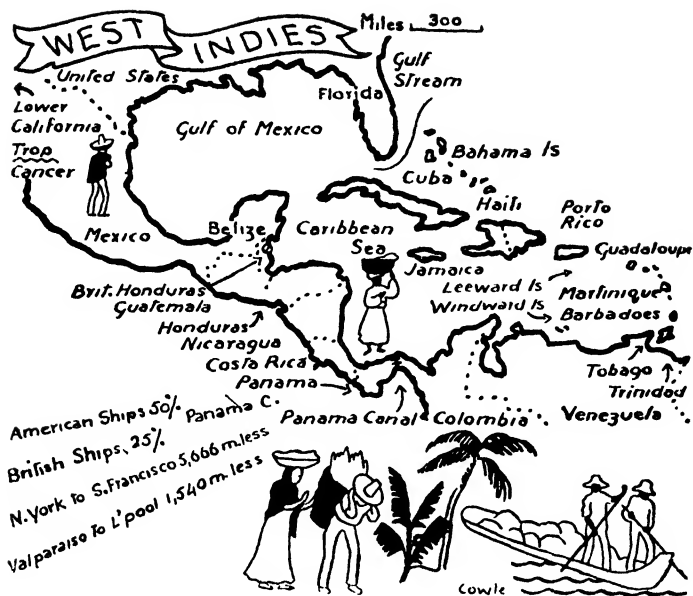 WEST INDIES
Miles 300
United States
Gulf
Stream
Florida
Lower
California
Trop
Cancer
Gulf of Mexico
Bahama Is
Cuba
Haiti
Porto
Rico
Mexico
Belize
Caribbean
Sea
Jamaica
Guadaloupe
Leeward Is
Windward Is
Martinique
Barbadoes
Brit. Honduras
Guatemala
Honduras
Nicaragua
Costa Rica
Panama
Tobago
Trinidad
Panama Canal
Colombia
Venezuela
American Ships 50% Panama C.
British Ships, 25%
N. York to S. Francisco 5,666 m. less
Valparaiso to L'pool 1,540 m. less
Cowle